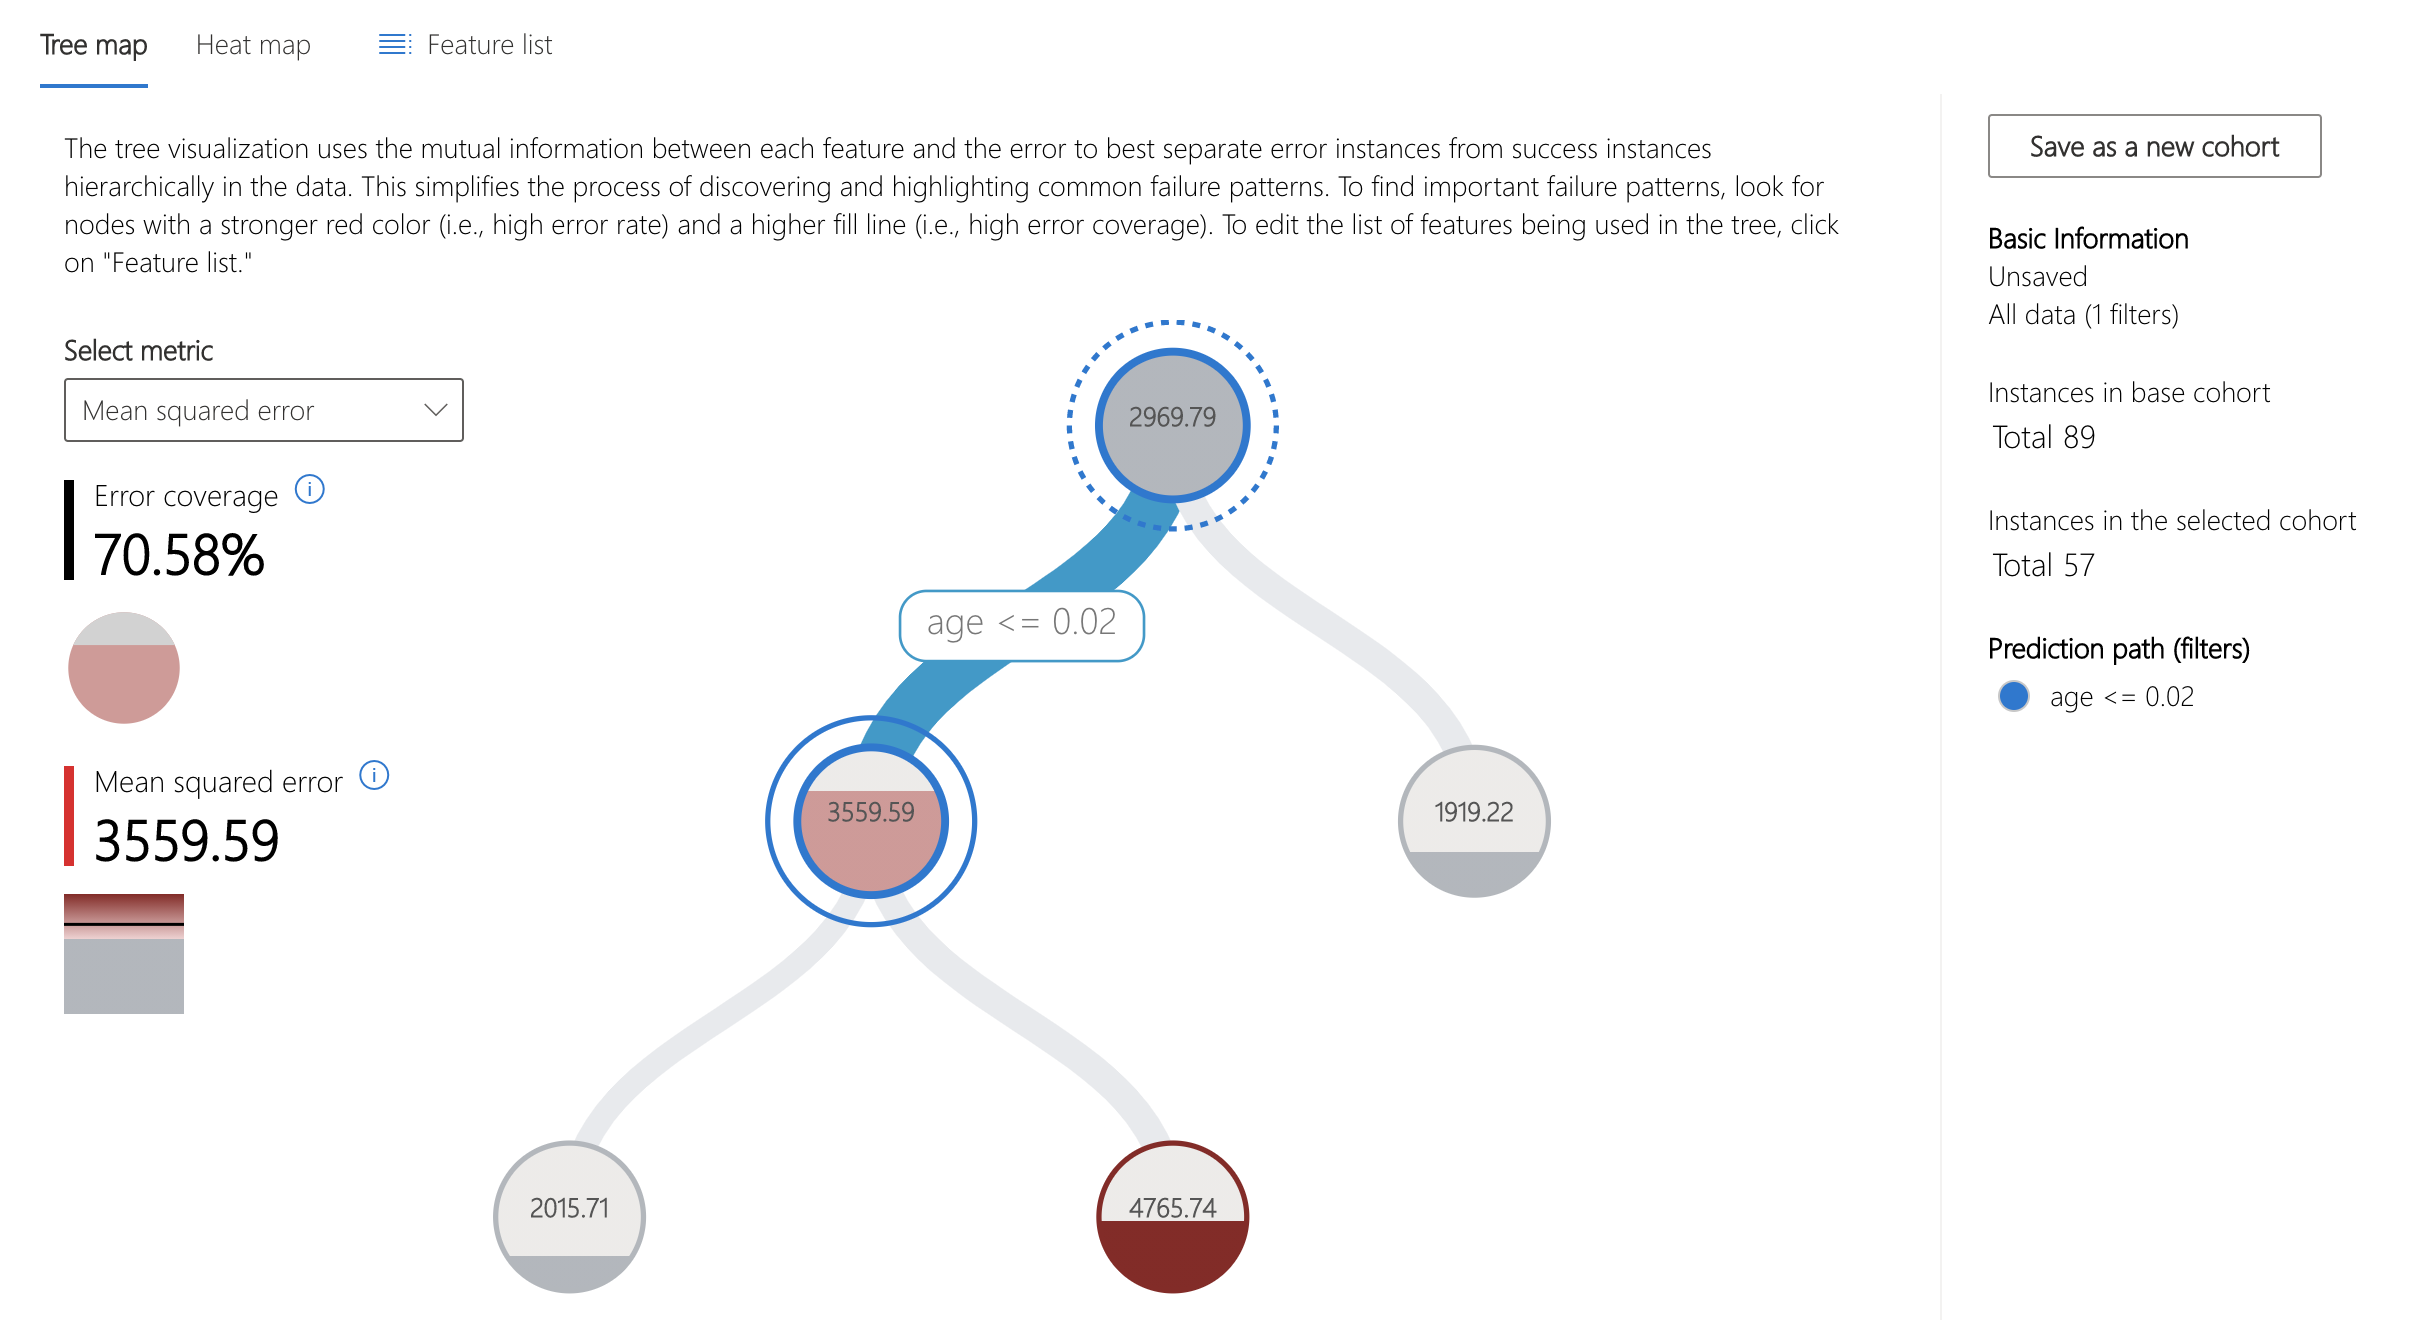 Tree map
Heat map
Feature list
The tree visualization uses the mutual information between each feature and the error to best separate error instances from success instances
hierarchically in the data. This simplifies the process of discovering and highlighting common failure patterns. To find important failure patterns, look for
nodes with a stronger red color (i.e., high error rate) and a higher fill line (i.e., high error coverage). To edit the list of features being used in the tree, click
on "Feature list."
Select metric
Mean squared error
Error coverage
i
70.58%
Mean squared error
i
3559.59
2969.79
age <= 0.02
3559.59
1919.22
2015.71
4765.74
Save as a new cohort
Basic Information
Unsaved
All data (1 filters)
Instances in base cohort
Total 89
Instances in the selected cohort
Total 57
Prediction path (filters)
age <= 0.02